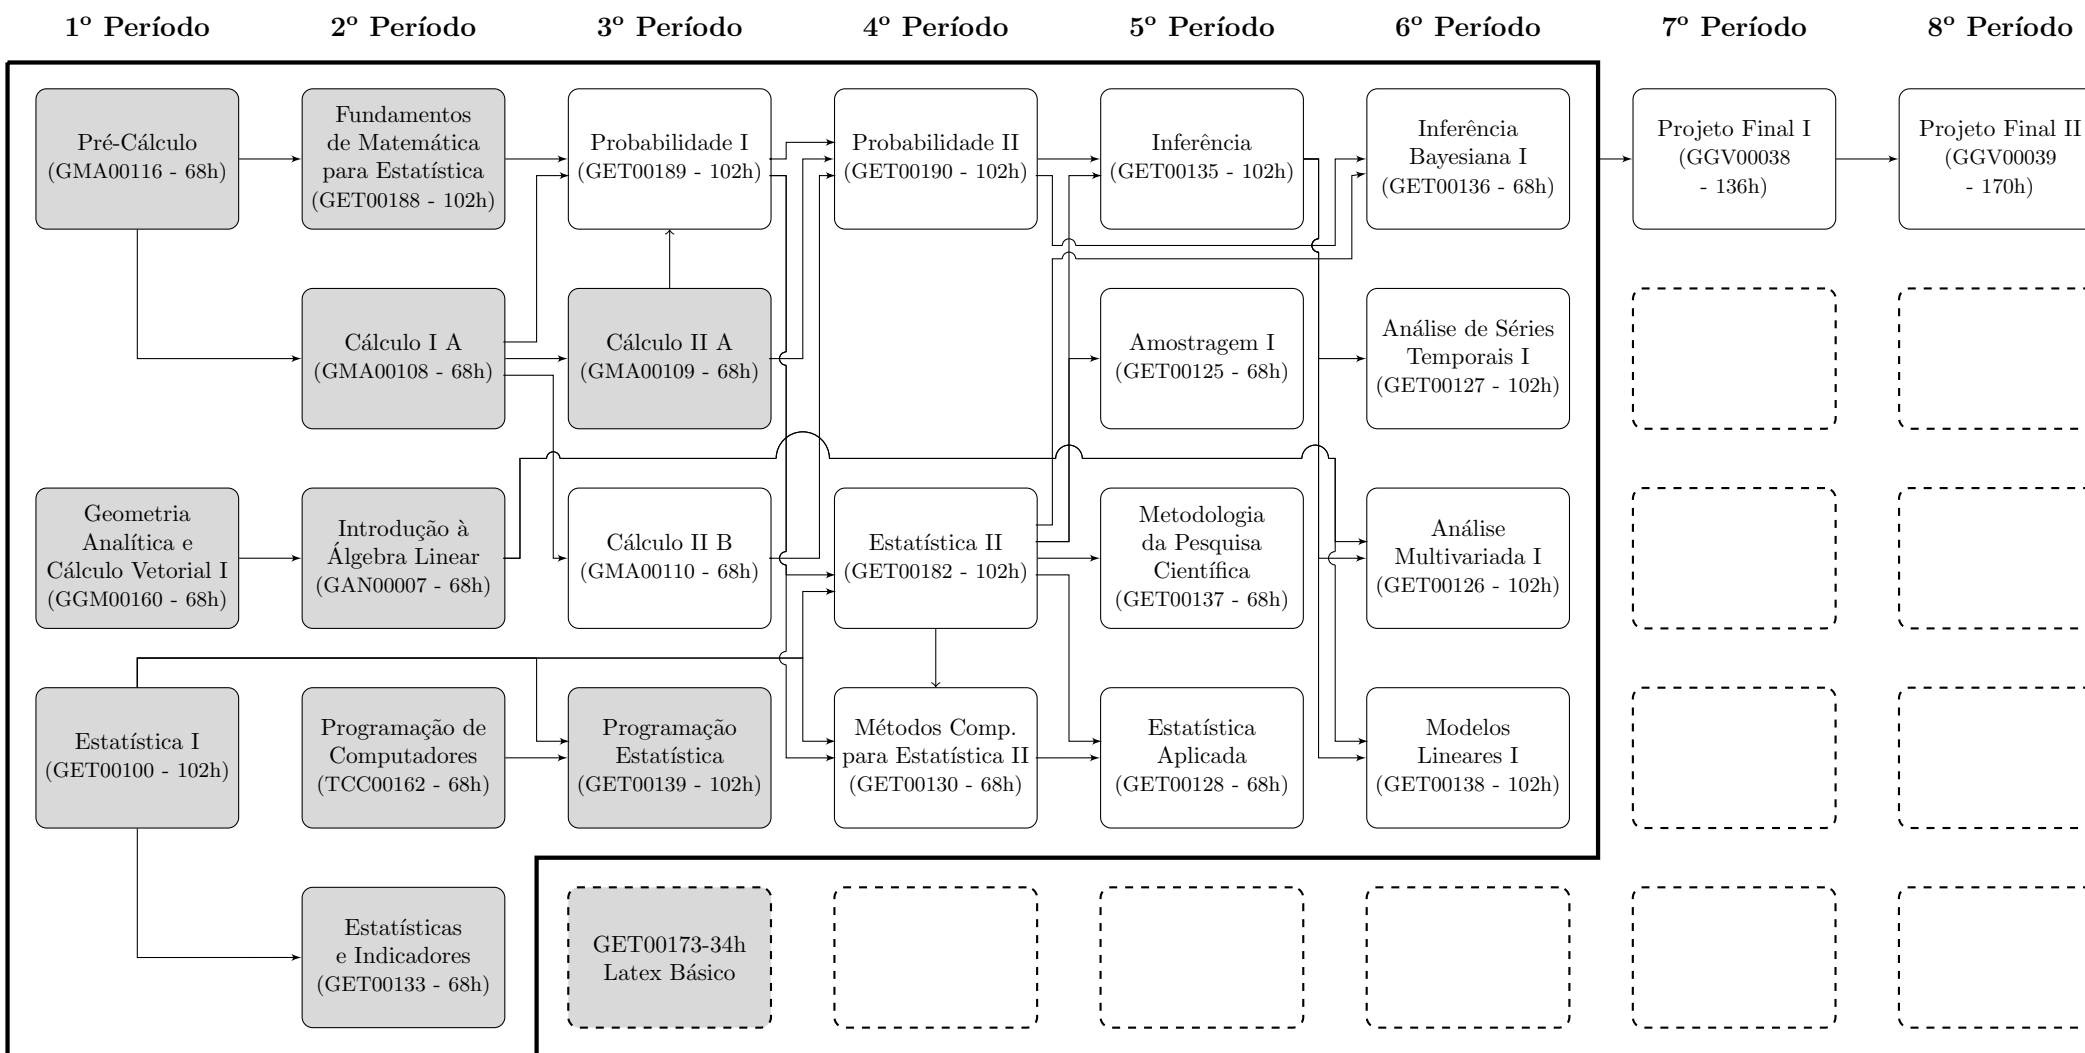 1º Período
2º Período
3º Período
4º Período
5º Período
6º Período
7º Período
8º Período
Pré-Cálculo
(GMA00116 - 68h)
Fundamentos
de Matemática
para Estatística
(GET00188 - 102h)
Probabilidade I
(GET00189 - 102h)
Probabilidade II
(GET00190 - 102h)
Inferência
(GET00135 - 102h)
Inferência
Bayesiana I
(GET00136 - 68h)
Projeto Final I
(GGV00038
- 136h)
Projeto Final II
(GGV00039
- 170h)
Cálculo I A
(GMA00108 - 68h)
Cálculo II A
(GMA00109 - 68h)
Amostragem I
(GET00125 - 68h)
Análise de Séries
Temporais I
(GET00127 - 102h)
Geometria
Analítica e
Cálculo Vetorial I
(GGM00160 - 68h)
Introdução à
Álgebra Linear
(GAN00007 - 68h)
Cálculo II B
(GMA00110 - 68h)
Estatística II
(GET00182 - 102h)
Metodologia
da Pesquisa
Científica
(GET00137 - 68h)
Análise
Multivariada I
(GET00126 - 102h)
Estatística I
(GET00100 - 102h)
Programação de
Computadores
(TCC00162 - 68h)
Programação
Estatística
(GET00139 - 102h)
Métodos Comp.
para Estatística II
(GET00130 - 68h)
Estatística
Aplicada
(GET00128 - 68h)
Modelos
Lineares I
(GET00138 - 102h)
Estatísticas
e Indicadores
(GET00133 - 68h)
GET00173-34h
Latex Básico